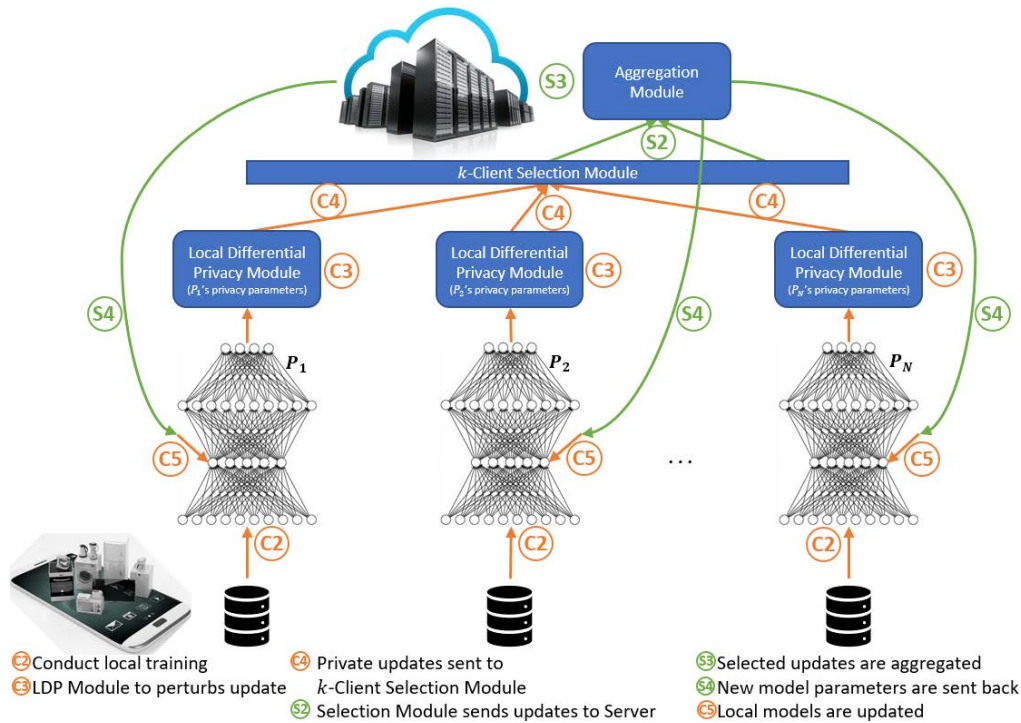 S3
Aggregation
Module
S2
k-Client Selection Module
C4
C4
C4
Local Differential
Privacy Module
(P₁'s privacy parameters)
C3
Local Differential
Privacy Module
(P₂'s privacy parameters)
C3
Local Differential
Privacy Module
(P_N's privacy parameters)
C3
S4
S4
S4
P₁
P₂
P_N
C5
C5
...
C5
C2
C2
C2
C2 Conduct local training
C3 LDP Module to perturbs update
C4 Private updates sent to
k-Client Selection Module
S2 Selection Module sends updates to Server
S3 Selected updates are aggregated
S4 New model parameters are sent back
C5 Local models are updated